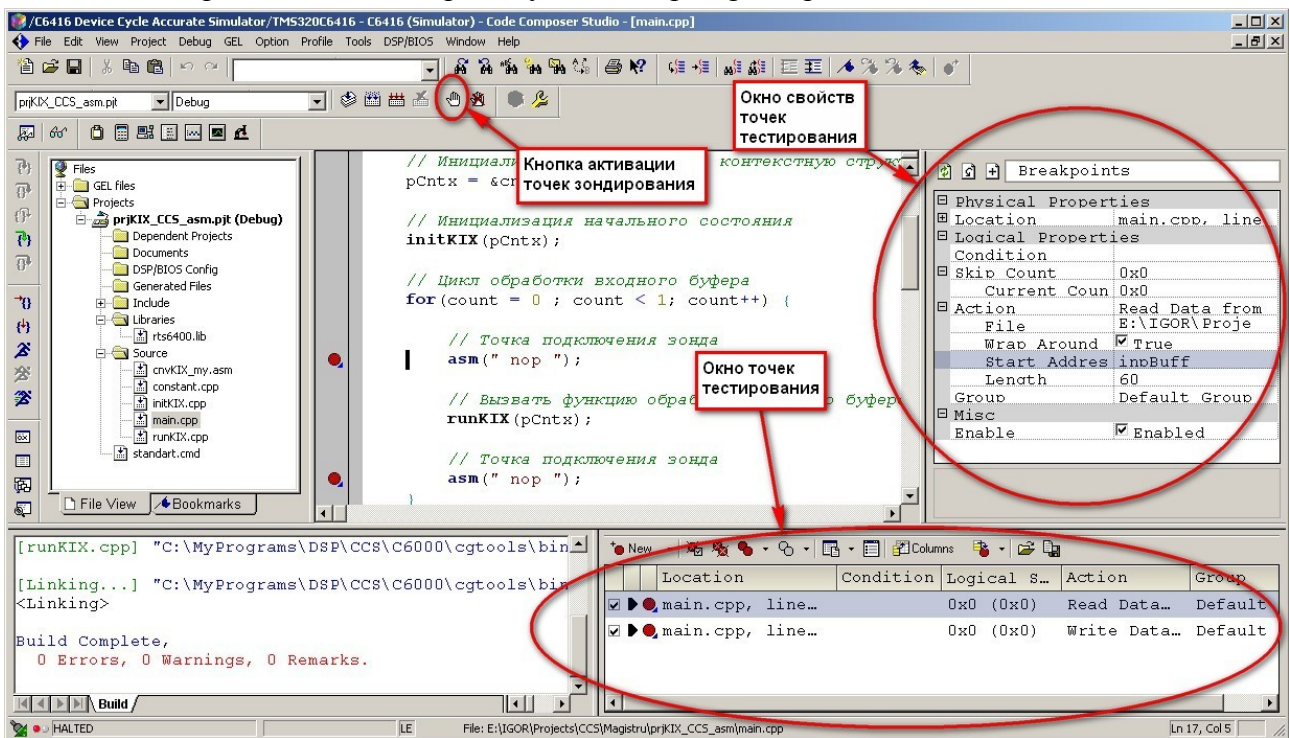 /C6416 Device Cycle Accurate Simulator/TMS320C6416 - C6416 (Simulator) - Code Composer Studio - [main.cpp]
File Edit View Project Debug GEL Option Profile Tools DSP/BIOS Window Help
prjKIX_CCS_asm.pjt Debug
Окно свойств
точек
тестирования
Кнопка активации
точек зондирования
Files
GEL files
Projects
prjKIX_CCS_asm.pjt (Debug)
Dependent Projects
Documents
DSP/BIOS Config
Generated Files
Include
Libraries
rts6400.lib
Source
cnvKIX_my.asm
constant.cpp
initKIX.cpp
main.cpp
runKIX.cpp
standart.cmd
File View Bookmarks
// Инициали контекстную структ
pCntx = &cn
// Инициализация начального состояния
initKIX(pCntx);
// Цикл обработки входного буфера
for(count = 0 ; count < 1; count++) {
// Точка подключения зонда
asm(" nop ");
// Вызвать функцию обраб о буфер
runKIX(pCntx);
// Точка подключения зонда
asm(" nop ");
}
Окно точек
тестирования
Breakpoints
Physical Properties
Location main.cpp, line
Logical Properties
Condition
Skip Count 0x0
Current Coun 0x0
Action Read Data from
File E:\IGOR\Proje
Wrap Around True
Start Addres inpBuff
Length 60
Group Default Group
Misc
Enable Enabled
[runKIX.cpp] "C:\MyPrograms\DSP\CCS\C6000\cgtools\bin
[Linking...] "C:\MyPrograms\DSP\CCS\C6000\cgtools\bin
<Linking>
Build Complete,
0 Errors, 0 Warnings, 0 Remarks.
Build
New Columns
Location Condition Logical S... Action Group
main.cpp, line... 0x0 (0x0) Read Data... Default
main.cpp, line... 0x0 (0x0) Write Data... Default
HALTED LE File: E:\IGOR\Projects\CCS\Magistru\prjKIX_CCS_asm\main.cpp Ln 17, Col 5